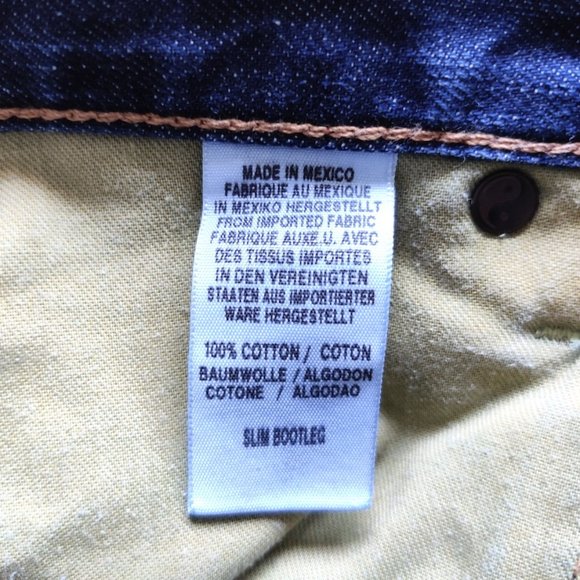 MADE IN MEXICO
FABRIQUE AU MEXIQUE
IN MEXIKO HERGESTELLT
FROM IMPORTED FABRIC
FABRIQUE AUXE.U. AVEC
DES TISSUS IMPORTES
IN DEN VEREINIGTEN
STAATEN AUS IMPORTIERTER
WARE HERGESTELLT
100% COTTON / COTON
BAUMWOLLE / ALGODON
COTONE / ALGODAO
SLIM BOOTLEG